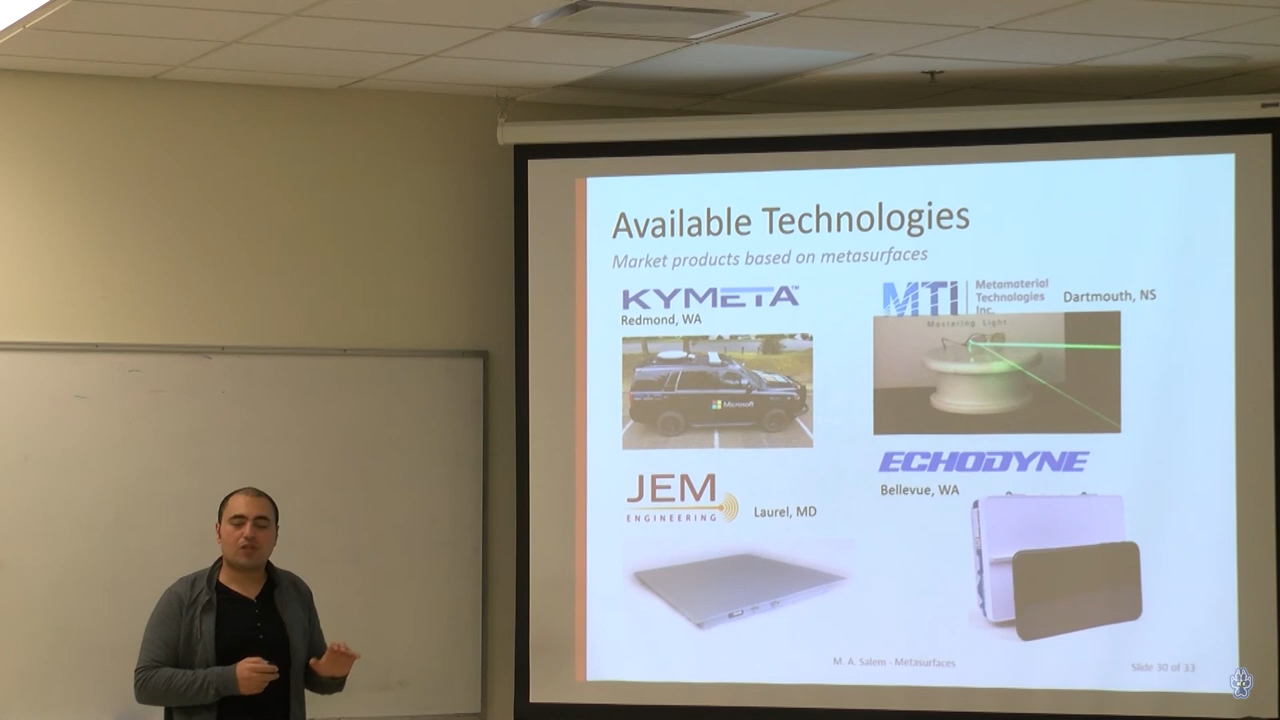 Available Technologies
Market products based on metasurfaces
KYMETA™
Redmond, WA
MTI
Metamaterial
Technologies
Inc.
Dartmouth, NS
Mastering Light
Microsoft
JEM
ENGINEERING
Laurel, MD
ECHODYNE
Bellevue, WA
M. A. Salem - Metasurfaces
Slide 30 of 33